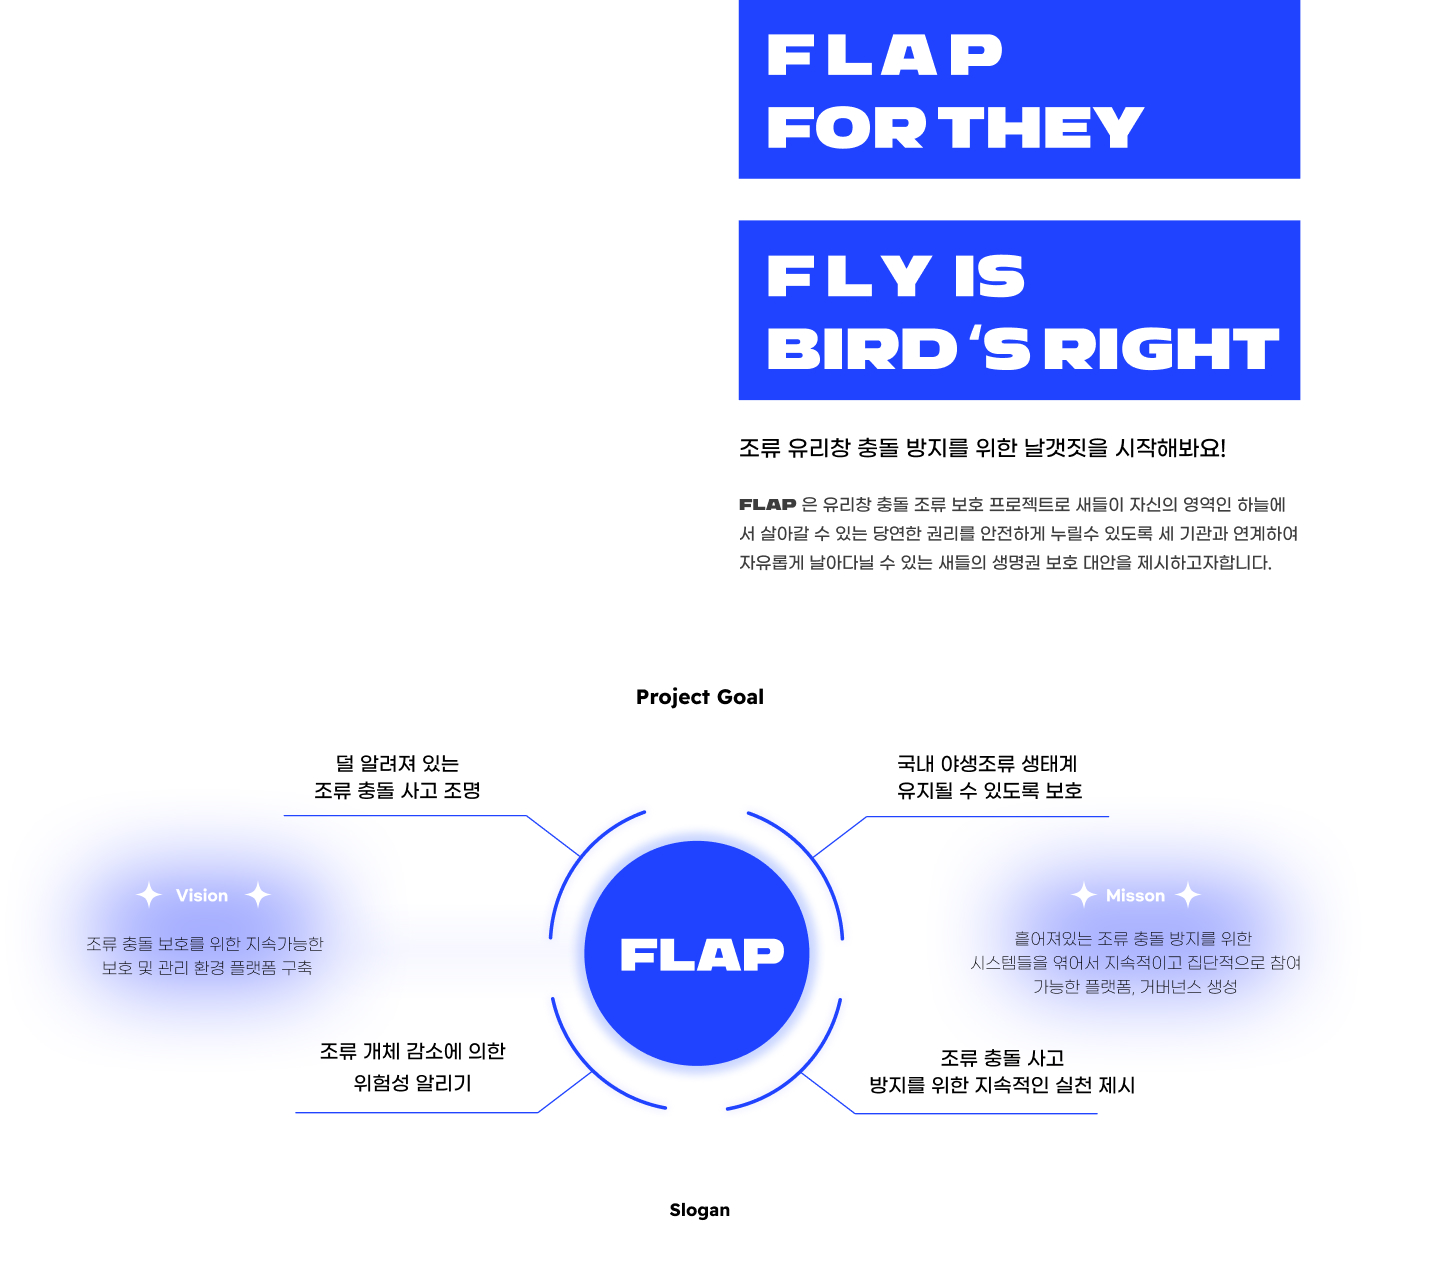 FLAP
FOR THEY
FLY IS
BIRD ‘S RIGHT
조류 유리창 충돌 방지를 위한 날갯짓을 시작해봐요!
FLAP 은 유리창 충돌 조류 보호 프로젝트로 새들이 자신의 영역인 하늘에
서 살아갈 수 있는 당연한 권리를 안전하게 누릴수 있도록 세 기관과 연계하여
자유롭게 날아다닐 수 있는 새들의 생명권 보호 대안을 제시하고자합니다.
Project Goal
덜 알려져 있는
조류 충돌 사고 조명
국내 야생조류 생태계
유지될 수 있도록 보호
Vision
조류 충돌 보호를 위한 지속가능한
보호 및 관리 환경 플랫폼 구축
FLAP
Misson
흩어져있는 조류 충돌 방지를 위한
시스템들을 엮어서 지속적이고 집단적으로 참여
가능한 플랫폼, 거버넌스 생성
조류 개체 감소에 의한
위험성 알리기
조류 충돌 사고
방지를 위한 지속적인 실천 제시
Slogan